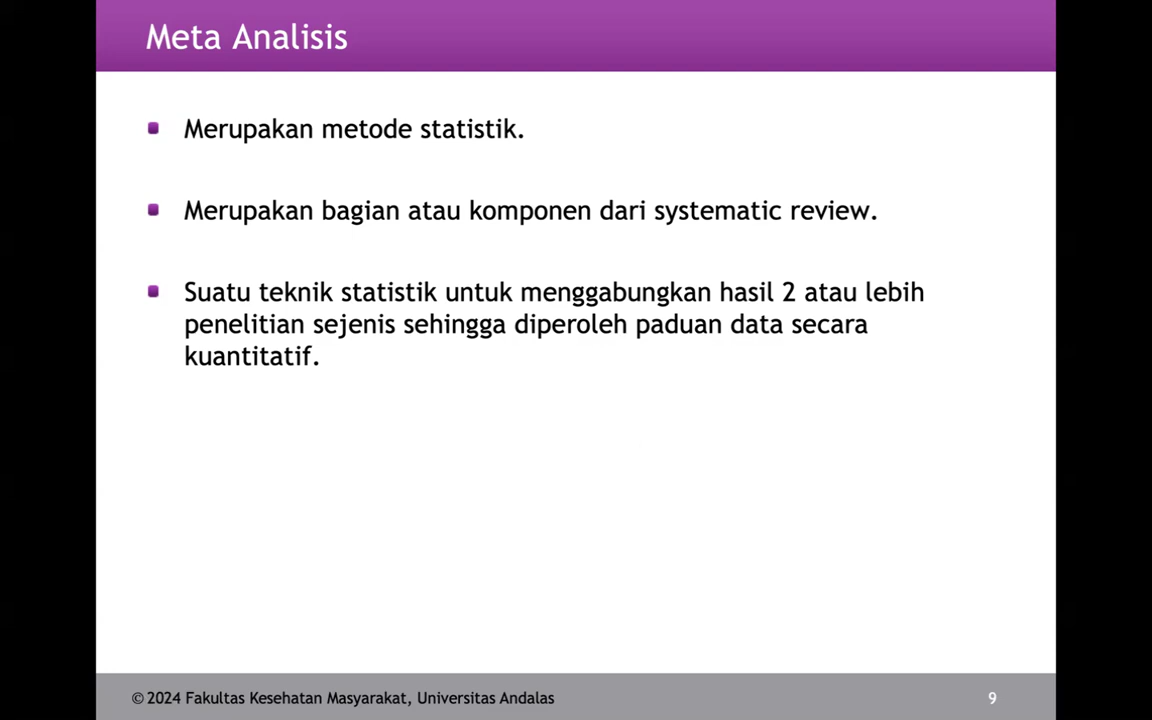 Meta Analisis
Merupakan metode statistik.
Merupakan bagian atau komponen dari systematic review.
Suatu teknik statistik untuk menggabungkan hasil 2 atau lebih
penelitian sejenis sehingga diperoleh paduan data secara
kuantitatif.
© 2024 Fakultas Kesehatan Masyarakat, Universitas Andalas
9